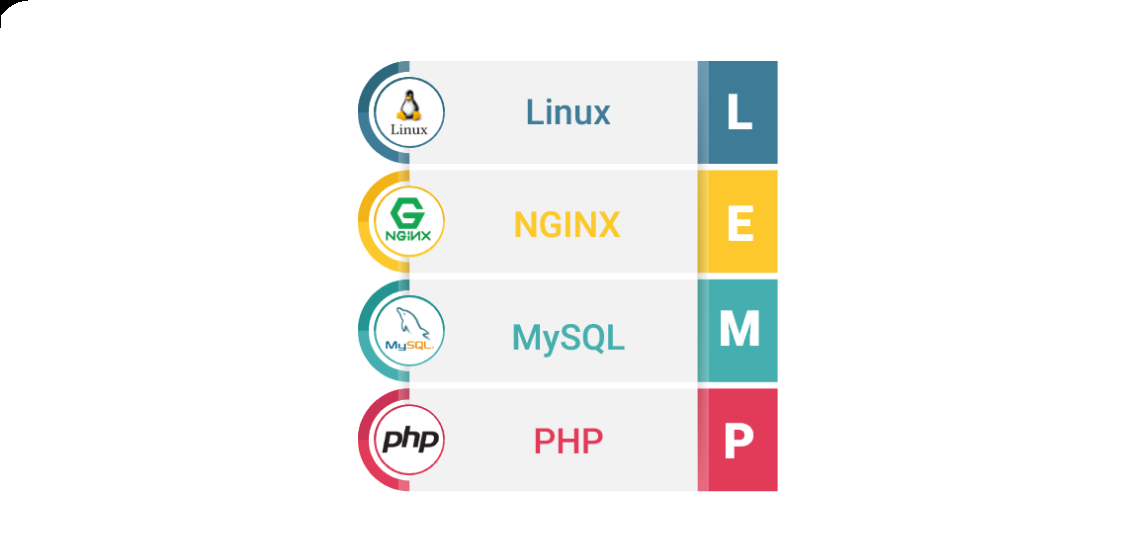 Linux
Linux
L
NGINX
NGINX
E
MySQL
MySQL
M
php
PHP
P